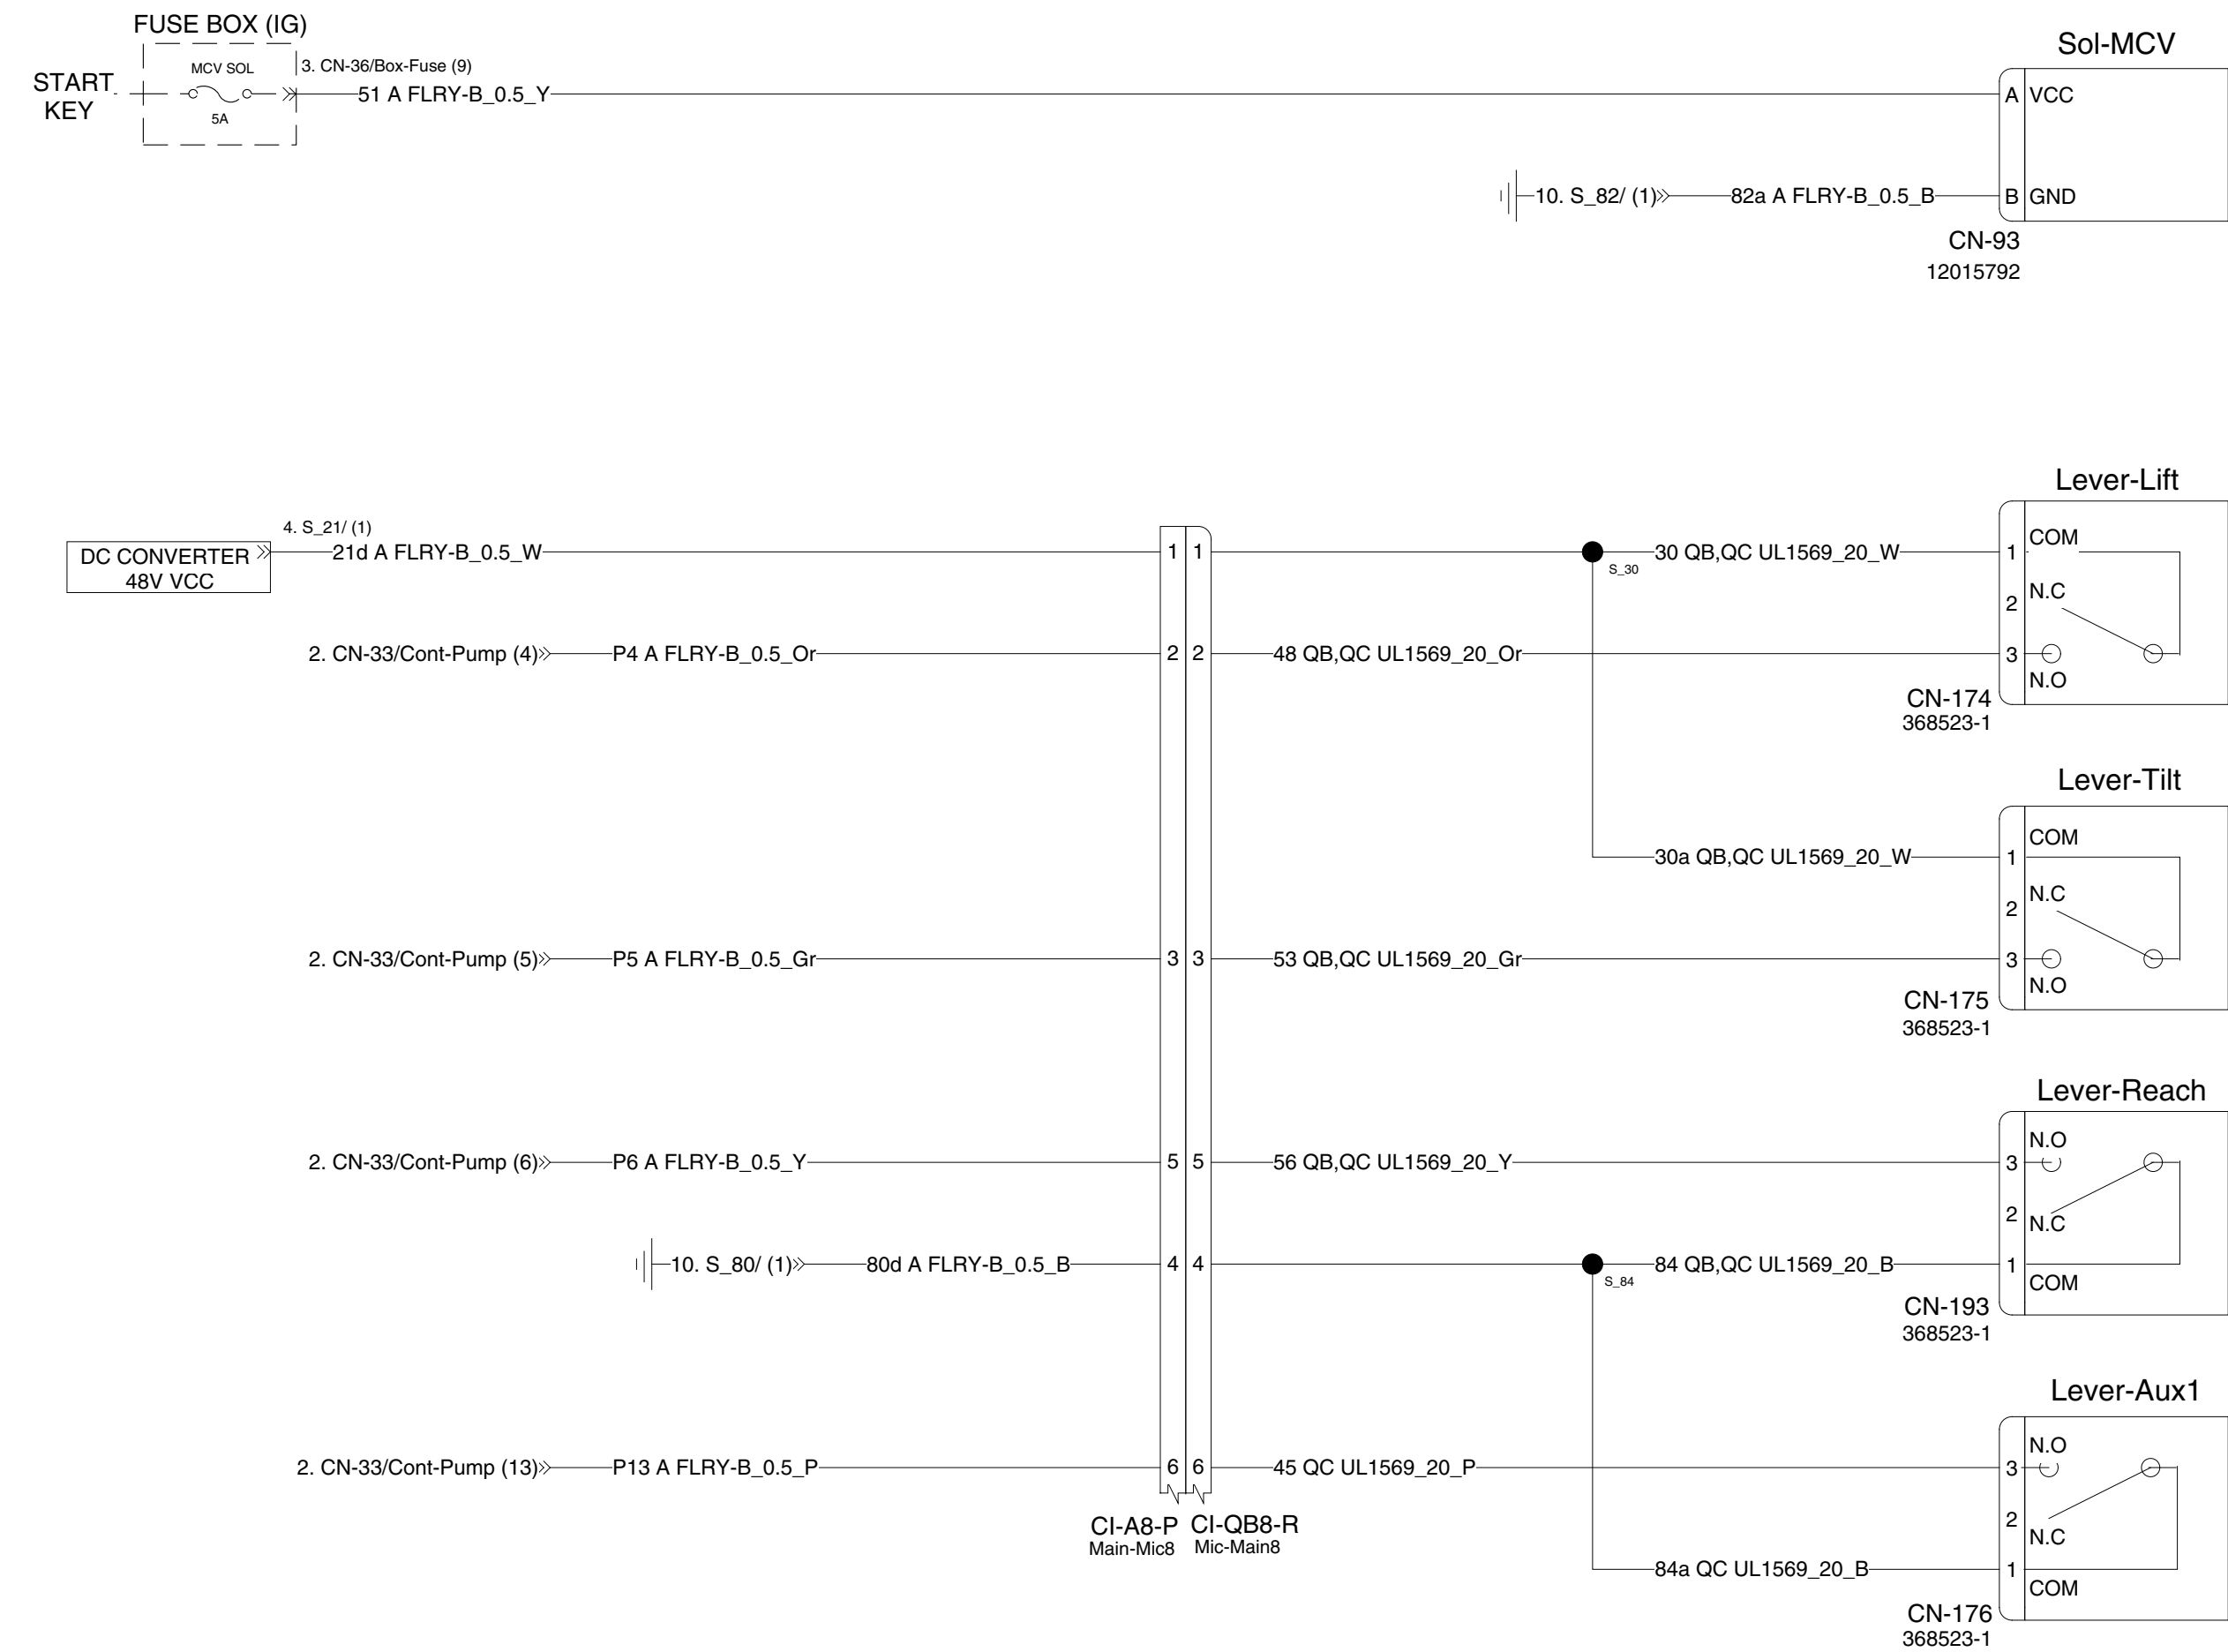 FUSE BOX (IG)
MCV SOL
3. CN-36/Box-Fuse (9)
START
KEY
51 A FLRY-B_0.5_Y
5A
Sol-MCV
A VCC
10. S_82/ (1)
82a A FLRY-B_0.5_B
B GND
CN-93
12015792
Lever-Lift
4. S_21/ (1)
DC CONVERTER
48V VCC
21d A FLRY-B_0.5_W
1 1
S_30
30 QB,QC UL1569_20_W
1 COM
2 N.C
2. CN-33/Cont-Pump (4)
P4 A FLRY-B_0.5_Or
2 2
48 QB,QC UL1569_20_Or
3
N.O
CN-174
368523-1
Lever-Tilt
30a QB,QC UL1569_20_W
1 COM
2 N.C
2. CN-33/Cont-Pump (5)
P5 A FLRY-B_0.5_Gr
3 3
53 QB,QC UL1569_20_Gr
3
N.O
CN-175
368523-1
Lever-Reach
N.O
2. CN-33/Cont-Pump (6)
P6 A FLRY-B_0.5_Y
5 5
56 QB,QC UL1569_20_Y
3
2 N.C
10. S_80/ (1)
80d A FLRY-B_0.5_B
4 4
S_84
84 QB,QC UL1569_20_B
1
COM
CN-193
368523-1
Lever-Aux1
N.O
2. CN-33/Cont-Pump (13)
P13 A FLRY-B_0.5_P
6 6
45 QC UL1569_20_P
3
2 N.C
CI-A8-P CI-QB8-R
Main-Mic8 Mic-Main8
84a QC UL1569_20_B
1
COM
CN-176
368523-1